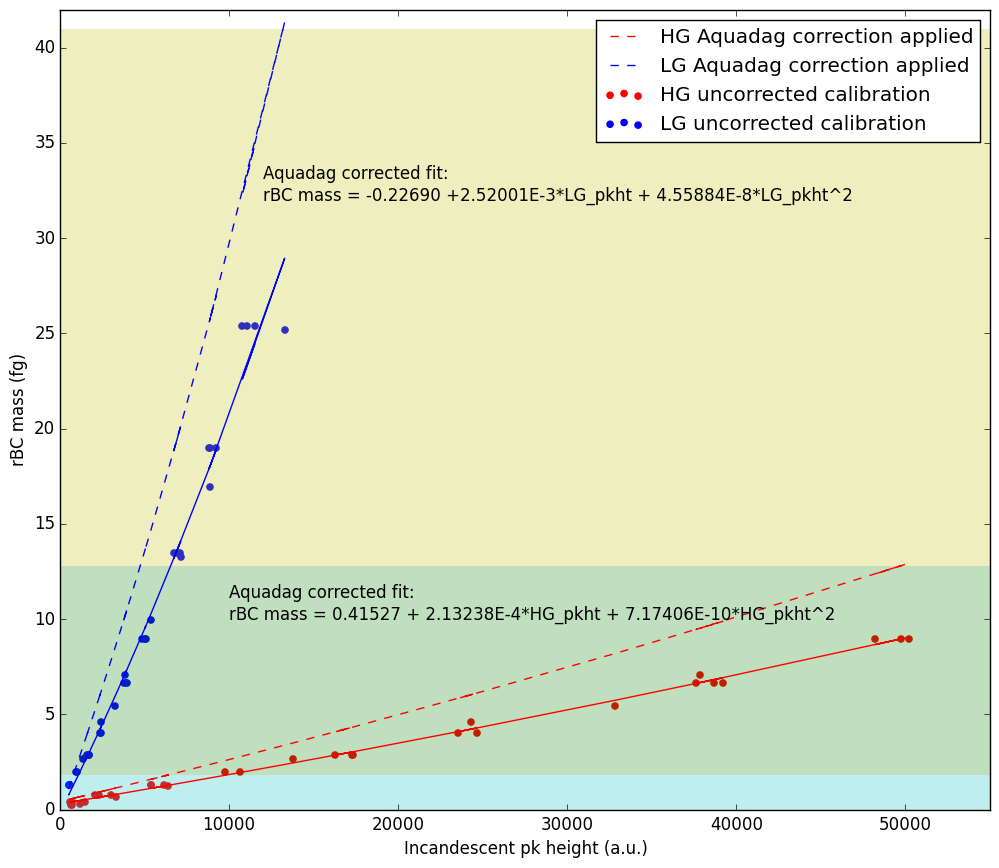 HG Aquadag correction applied
LG Aquadag correction applied
HG uncorrected calibration
LG uncorrected calibration
Aquadag corrected fit:
rBC mass = -0.22690 +2.52001E-3*LG_pkht + 4.55884E-8*LG_pkht^2
Aquadag corrected fit:
rBC mass = 0.41527 + 2.13238E-4*HG_pkht + 7.17406E-10*HG_pkht^2
rBC mass (fg)
40
35
30
25
20
15
10
5
0
0 10000 20000 30000 40000 50000
Incandescent pk height (a.u.)